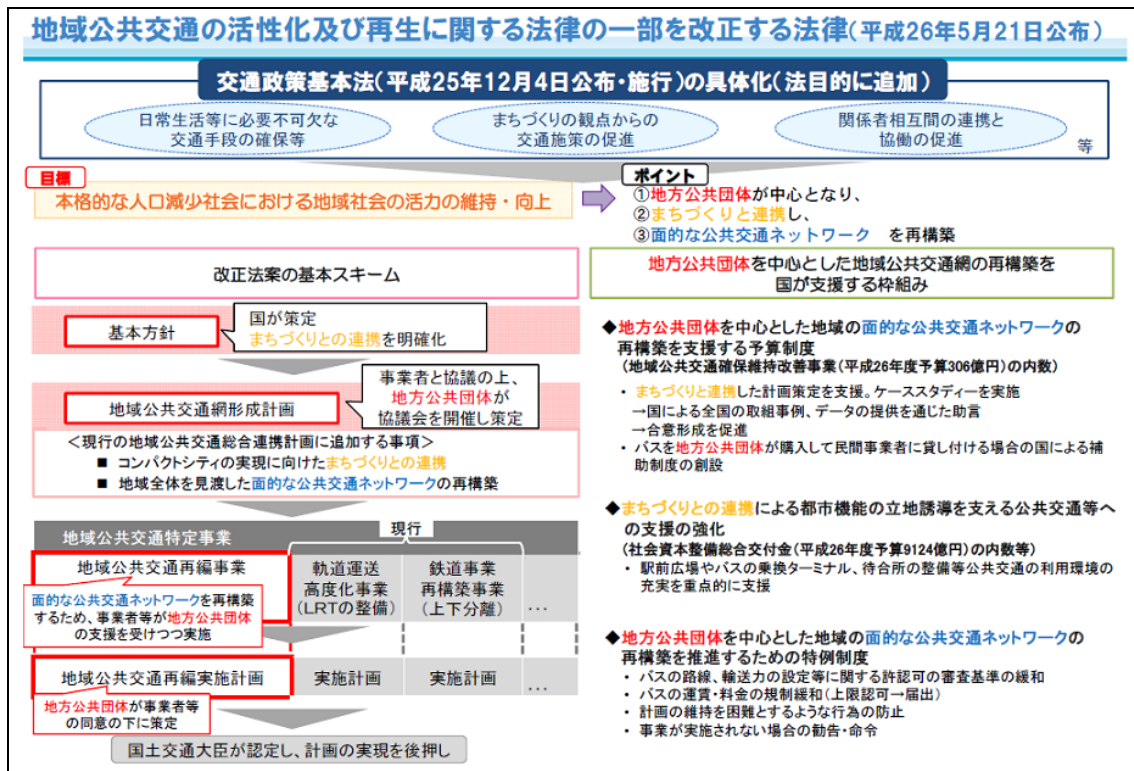 地域公共交通の活性化及び再生に関する法律の一部を改正する法律(平成26年5月21日公布)
交通政策基本法(平成25年12月4日公布・施行)の具体化(法目的に追加)
日常生活等に必要不可欠な
交通手段の確保等
まちづくりの観点からの
交通施策の促進
関係者相互間の連携と
協働の促進
等
目標
本格的な人口減少社会における地域社会の活力の維持・向上
ポイント
①地方公共団体が中心となり、
②まちづくりと連携し、
③面的な公共交通ネットワーク を再構築
改正法案の基本スキーム
基本方針
国が策定
まちづくりとの連携を明確化
地域公共交通網形成計画
事業者と協議の上、
地方公共団体が
協議会を開催し策定
<現行の地域公共交通総合連携計画に追加する事項>
■ コンパクトシティの実現に向けたまちづくりとの連携
■ 地域全体を見渡した面的な公共交通ネットワークの再構築
地域公共交通特定事業
現行
地域公共交通再編事業
面的な公共交通ネットワークを再構築
するため、事業者等が地方公共団体
の支援を受けつつ実施
軌道運送
高度化事業
(LRTの整備)
鉄道事業
再構築事業
(上下分離)
…
地域公共交通再編実施計画
実施計画
実施計画
…
地方公共団体が事業者等
の同意の下に策定
国土交通大臣が認定し、計画の実現を後押し
地方公共団体を中心とした地域公共交通網の再構築を
国が支援する枠組み
◆地方公共団体を中心とした地域の面的な公共交通ネットワークの
再構築を支援する予算制度
(地域公共交通確保維持改善事業(平成26年度予算306億円)の内数)
・ まちづくりと連携した計画策定を支援。ケーススタディーを実施
→国による全国の取組事例、データの提供を通じた助言
→合意形成を促進
・ バスを地方公共団体が購入して民間事業者に貸し付ける場合の国による補
助制度の創設
◆まちづくりとの連携による都市機能の立地誘導を支える公共交通等へ
の支援の強化
(社会資本整備総合交付金(平成26年度予算9124億円)の内数等)
・ 駅前広場やバスの乗換ターミナル、待合所の整備等公共交通の利用環境の
充実を重点的に支援
◆地方公共団体を中心とした地域の面的な公共交通ネットワークの
再構築を推進するための特例制度
・ バスの路線、輸送力の設定等に関する許認可の審査基準の緩和
・ バスの運賃・料金の規制緩和(上限認可→届出)
・ 計画の維持を困難とするような行為の防止
・ 事業が実施されない場合の勧告・命令